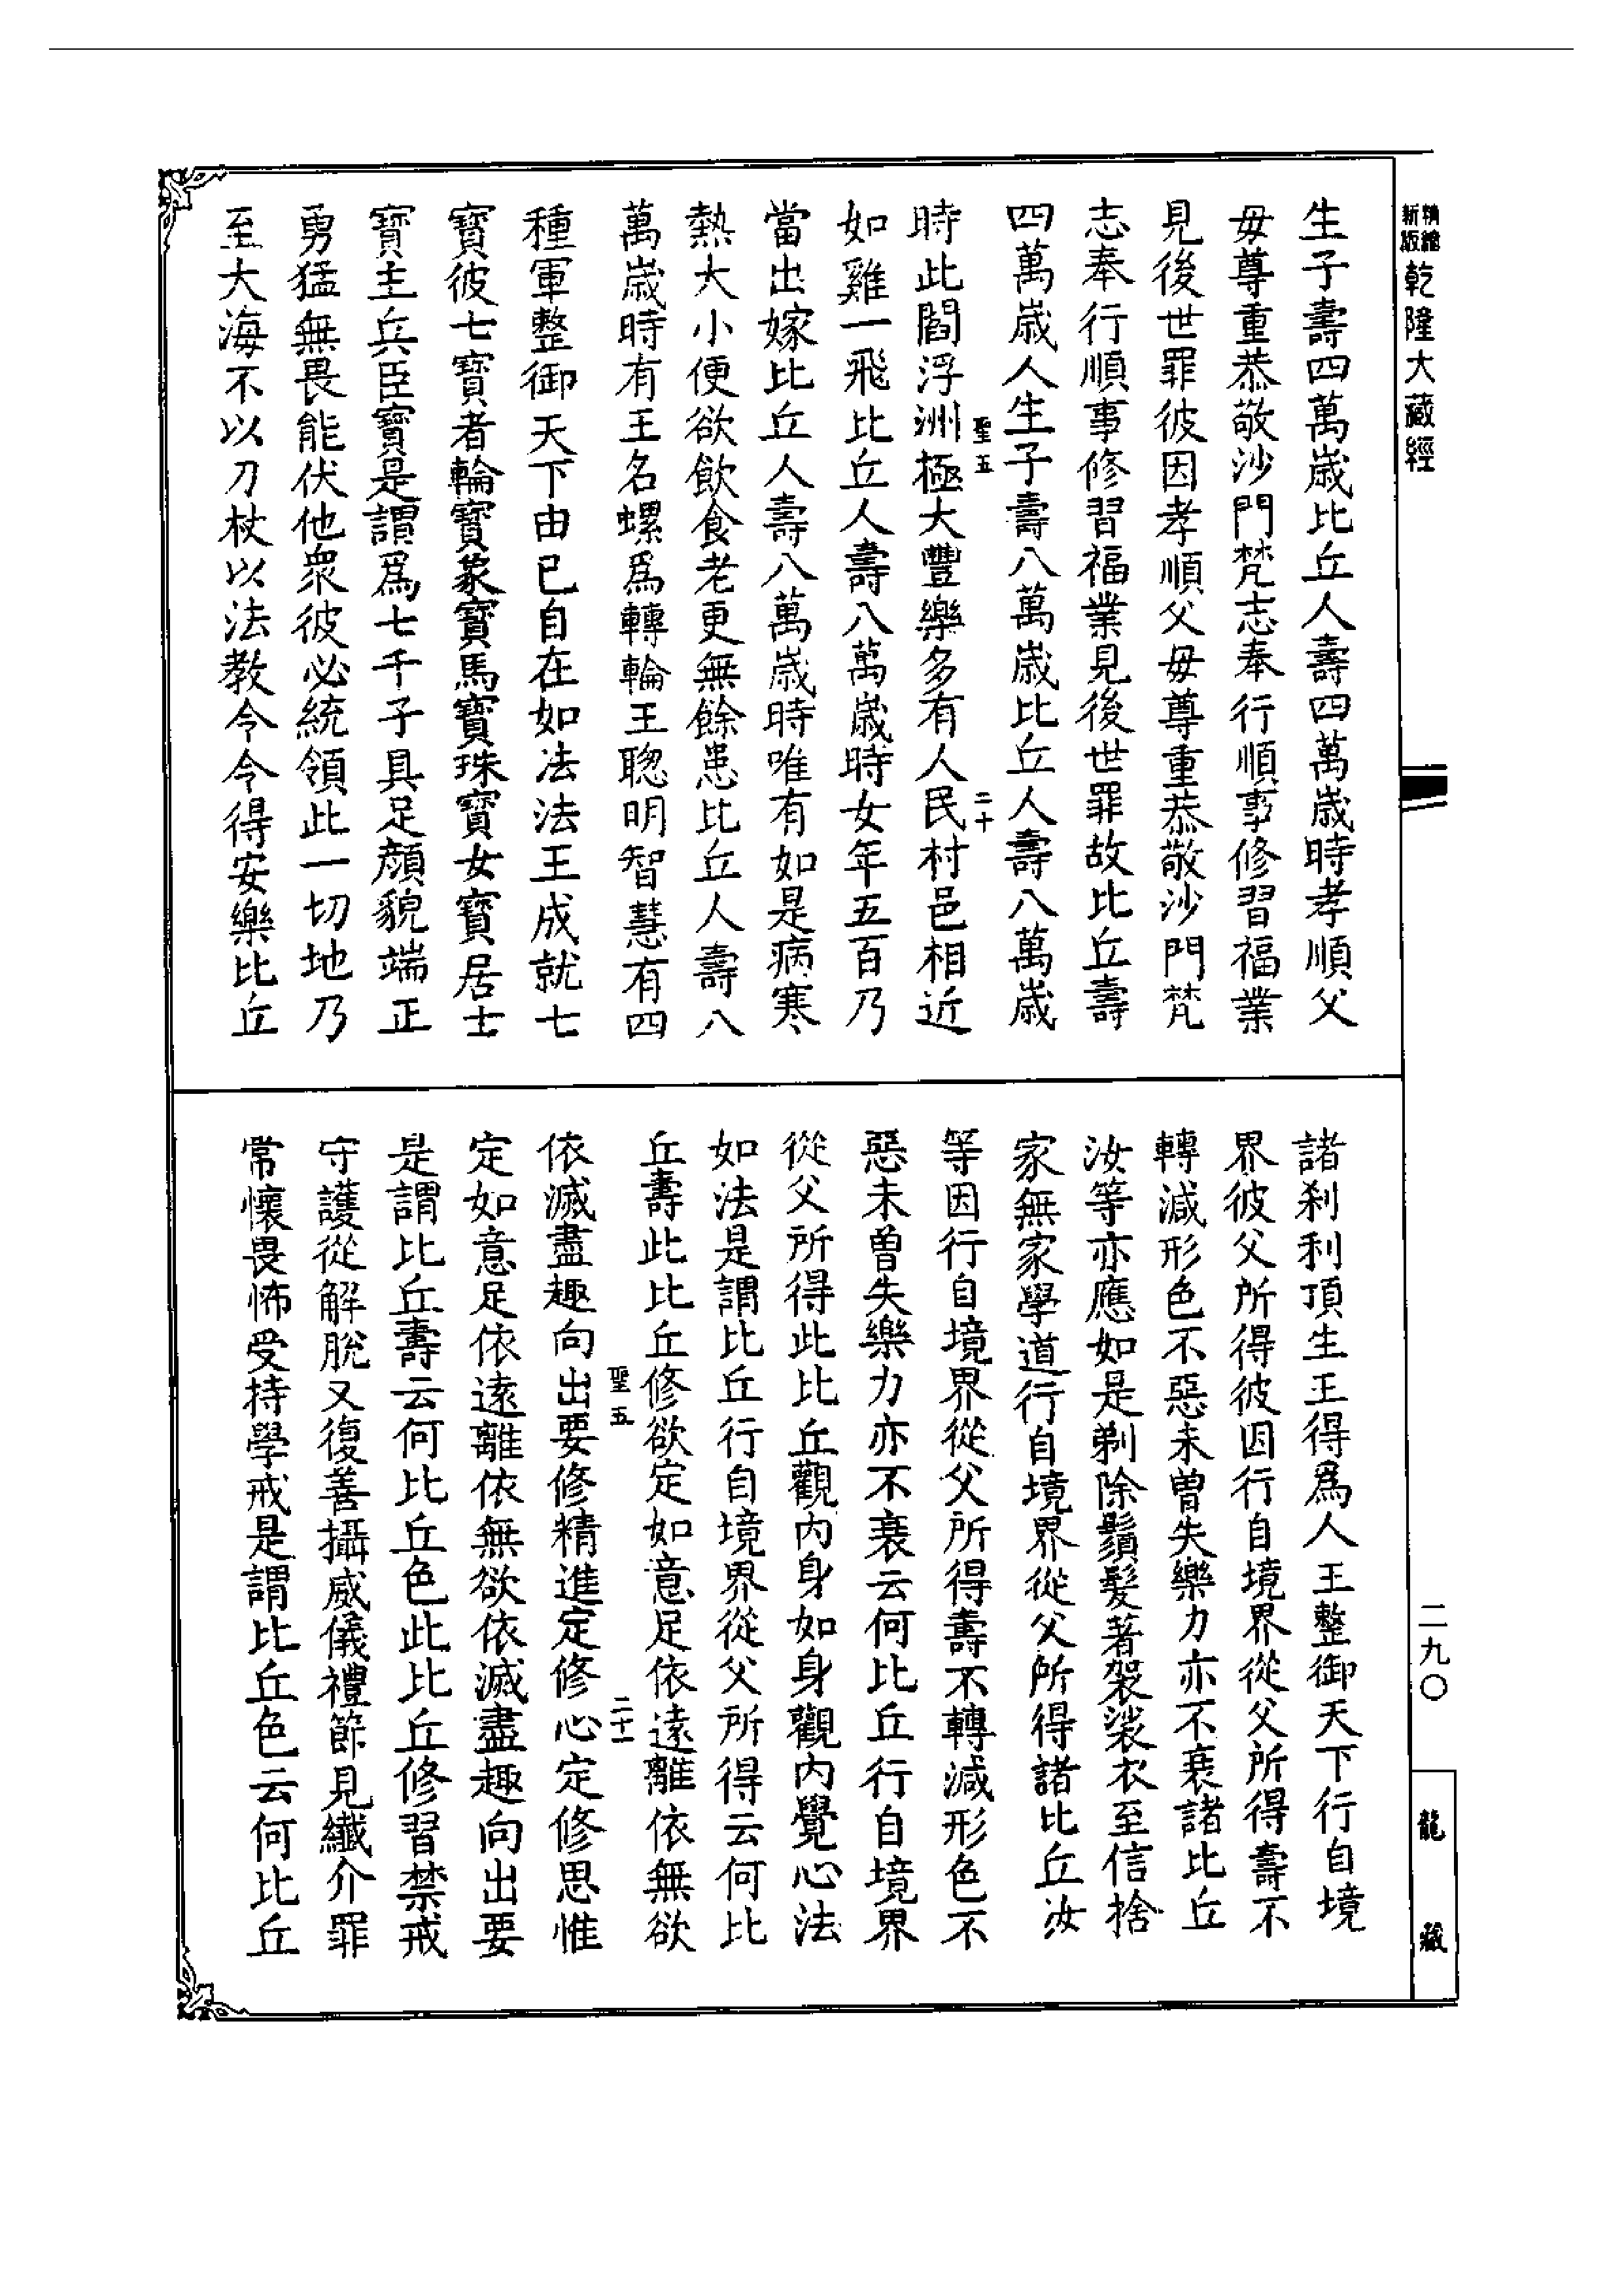 精縮新版乾隆大藏經
生子壽四萬歲比丘人壽四萬歲時孝順父
母尊重恭敬沙門梵志奉行順事修習福業
見後世罪彼因孝順父母尊重恭敬沙門梵
志奉行順事修習福業見後世罪故比丘壽
四萬歲人生子壽八萬歲比丘人壽八萬歲
時此閻浮洲極大豐樂多有人民村邑相近
聖五 二十
如雞一飛比丘人壽八萬歲時女年五百乃
當出嫁比丘人壽八萬歲時唯有如是病寒
熱大小便欲飲食老更無餘患比丘人壽八
萬歲時有王名螺爲轉輪王聰明智慧有四
種軍整御天下由已自在如法法王成就七
寶彼七寶者輪寶象寶馬寶珠寶女寶居士
寶主兵臣寶是謂爲七千子具足顏貌端正
勇猛無畏能伏他衆彼必統領此一切地乃
至大海不以刀杖以法教令令得安樂比丘
諸剎利頂生王得爲人王整御天下行自境
界彼父所得彼因行自境界從父所得壽不
轉減形色不惡未曾失樂力亦不衰諸比丘
汝等亦應如是剃除鬚髮著袈裟衣至信捨
家無家學道行自境界從父所得諸比丘汝
等因行自境界從父所得壽不轉減形色不
惡未曾失樂力亦不衰云何比丘行自境界
從父所得此比丘觀內身如身觀內覺心法
如法是謂比丘行自境界從父所得云何比
丘壽此比丘修欲定如意足依遠離依無欲
聖五 二十一
依滅盡趣向出要修精進定修心定修思惟
定如意足依遠離依無欲依滅盡趣向出要
是謂比丘壽云何比丘色此比丘修習禁戒
守護從解脫又復善攝威儀禮節見纖介罪
常懷畏怖受持學戒是謂比丘色云何比丘
二九〇
龍藏